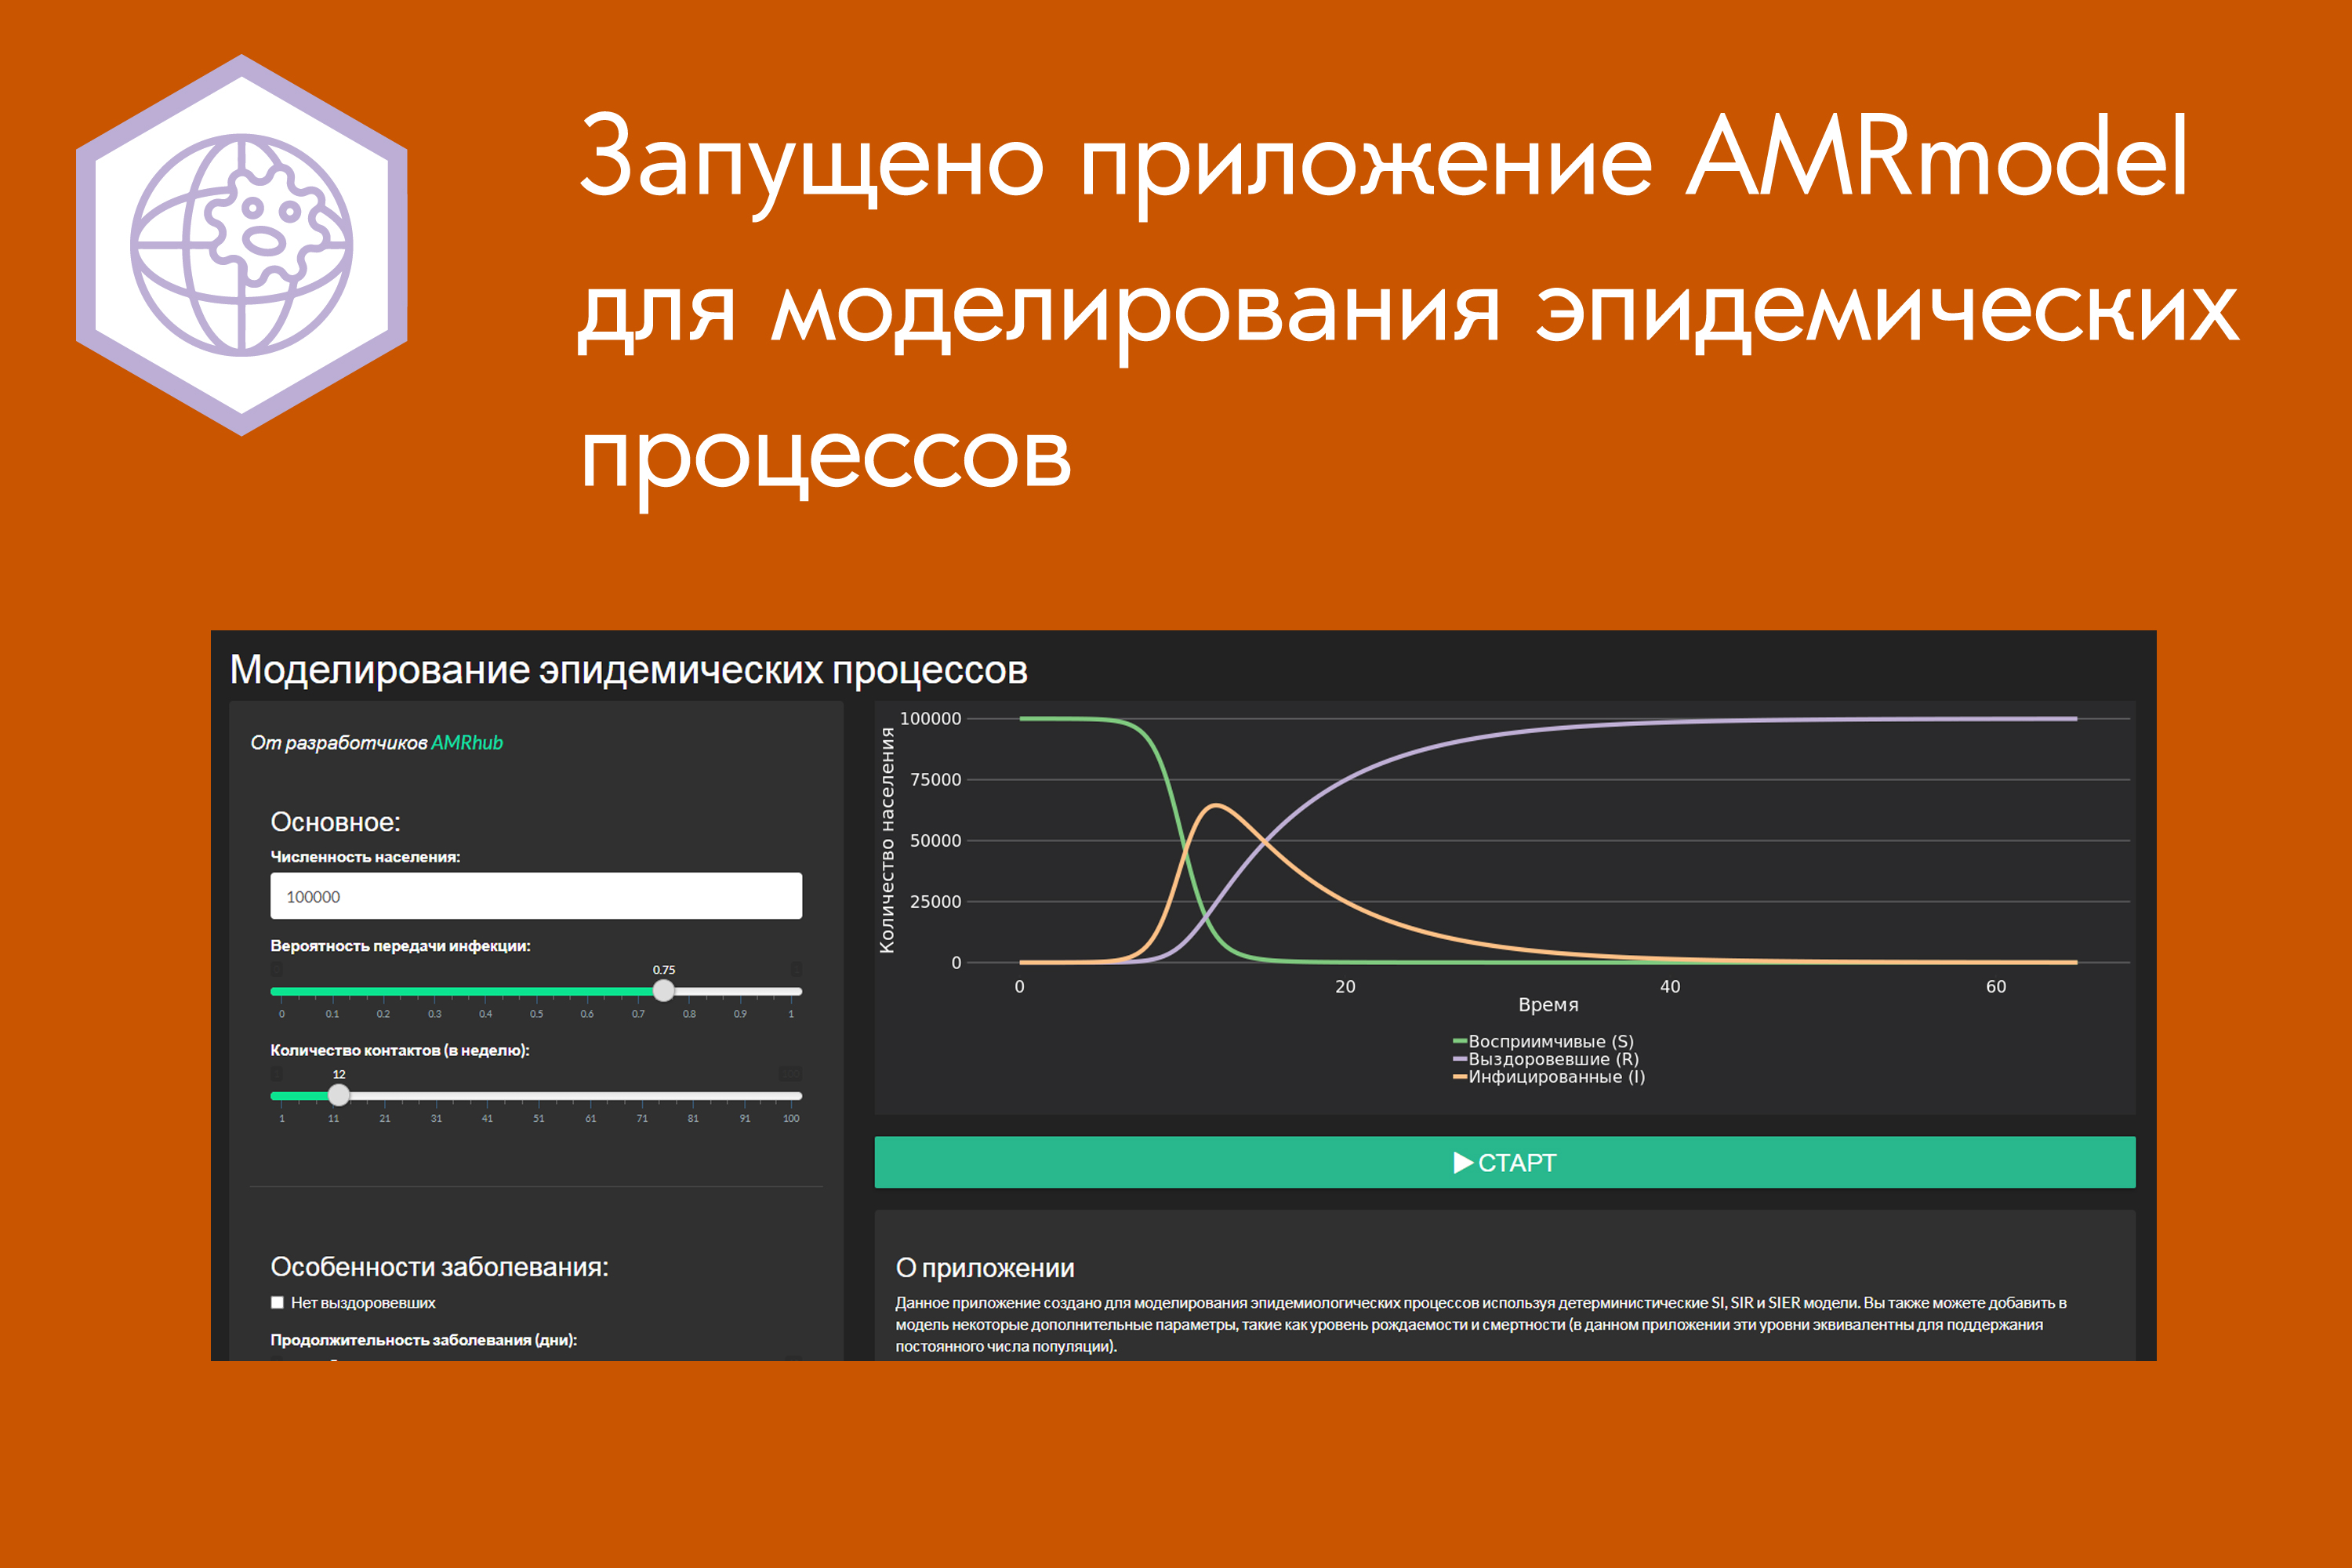 Запущено приложение AMRmodel
для моделирования эпидемических
процессов
Моделирование эпидемических процессов
От разработчиков AMRhub
Основное:
Численность населения:
100000
Вероятность передачи инфекции:
0.75
0 0.1 0.2 0.3 0.4 0.5 0.6 0.7 0.8 0.9 1
Количество контактов (в неделю):
12
1 11 21 31 41 51 61 71 81 91 100
Особенности заболевания:
Нет выздоровевших
Продолжительность заболевания (дни):
Количество населения
100000
75000
50000
25000
0
0 20 40 60
Время
Восприимчивые (S)
Выздоровевшие (R)
Инфицированные (I)
СТАРТ
О приложении
Данное приложение создано для моделирования эпидемиологических процессов используя детерминистические SI, SIR и SIER модели. Вы также можете добавить в
модель некоторые дополнительные параметры, такие как уровень рождаемости и смертности (в данном приложении эти уровни эквивалентны для поддержания
постоянного числа популяции).